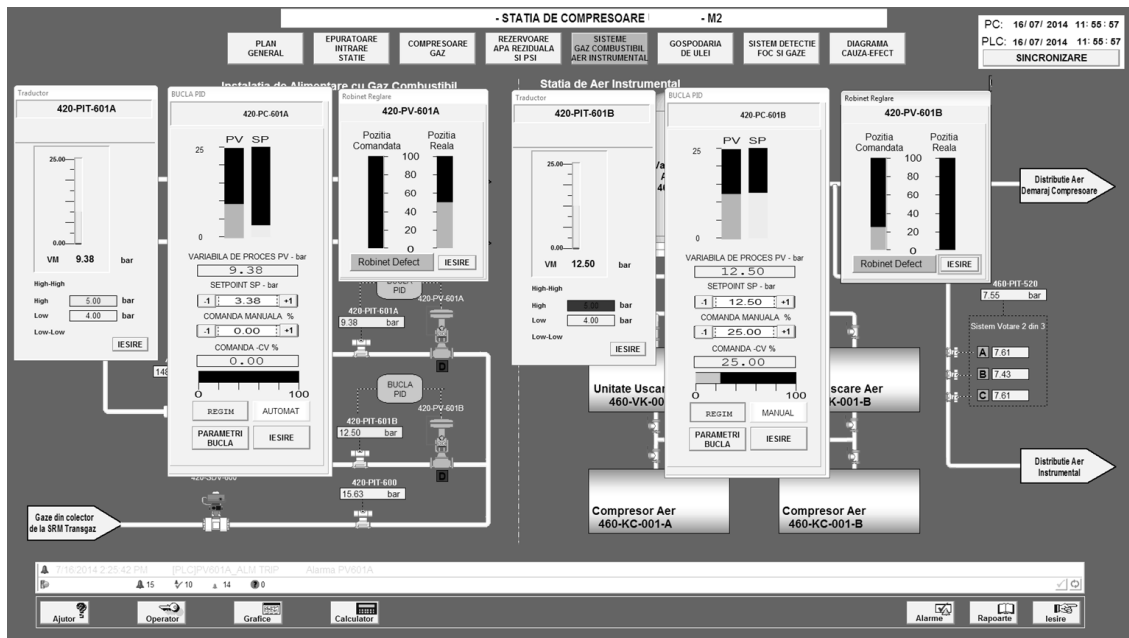 - STATIA DE COMPRESOARE - M2
PC: 16/07/ 2014 11: 55: 57
PLC: 16/07/ 2014 11: 55: 57
SINCRONIZARE
PLAN
GENERAL
EPURATOARE
INTRARE
STATIE
COMPRESOARE
GAZ
REZERVOARE
APA REZIDUALA
SI PSI
SISTEME
GAZ COMBUSTIBIL
AER INSTRUMENTAL
GOSPODARIA
DE ULEI
SISTEM DETECTIE
FOC SI GAZE
DIAGRAMA
CAUZA-EFECT
Instalatia de Alimentare cu Gaz Combustibil
Statia de Aer Instrumental
Traductor
420-PIT-601A
25.00
0.00
VM 9.38 bar
High-High
High 5.00 bar
Low 4.00 bar
Low-Low
IESIRE
BUCLA PID
420-PC-601A
PV SP
25
0
VARIABILA DE PROCES PV - bar
9.38
SETPOINT SP - bar
-1 3.38 +1
COMANDA MANUALA %
-1 0.00 +1
COMANDA -CV %
0.00
0 100
REGIM AUTOMAT
PARAMETRI
BUCLA
IESIRE
Robinet Reglare
420-PV-601A
Pozitia
Comandata
Pozitia
Reala
100
80
60
40
20
0
Robinet Defect IESIRE
Traductor
420-PIT-601B
25.00
0.00
VM 12.50 bar
High-High
High bar
Low 4.00 bar
Low-Low
IESIRE
BUCLA PID
420-PC-601B
PV SP
25
0
VARIABILA DE PROCES PV - bar
12.50
SETPOINT SP - bar
-1 12.50 +1
COMANDA MANUALA %
-1 25.00 +1
COMANDA -CV %
25.00
0 100
REGIM MANUAL
PARAMETRI
BUCLA
IESIRE
Robinet Reglare
420-PV-601B
Pozitia
Comandata
Pozitia
Reala
100
80
60
40
20
0
Robinet Defect IESIRE
BUCLA
PID
420-PV-601A
420-PIT-601A
9.38 bar
D
BUCLA
PID
420-PV-601B
420-PIT-601B
12.50 bar
D
420-SDV-600
420-PIT-600
15.63 bar
148
Gaze din colector
de la SRM Transgaz
Unitate Uscar
460-VK-00
scare Aer
K-001-B
Compresor Aer
460-KC-001-A
Compresor Aer
460-KC-001-B
Distributie Aer
Demaraj Compresoare
460-PIT-520
7.55 bar
Sistem Votare 2 din 3
A 7.61
B 7.43
C 7.61
Distributie Aer
Instrumental
7/16/2014 2:25:42 PM [PLC]PV601A_ALM TRIP Alarma PV601A
15 10 14 0
Ajutor
Operator
Grafice
Calculator
Alarme
Rapoarte
Iesire